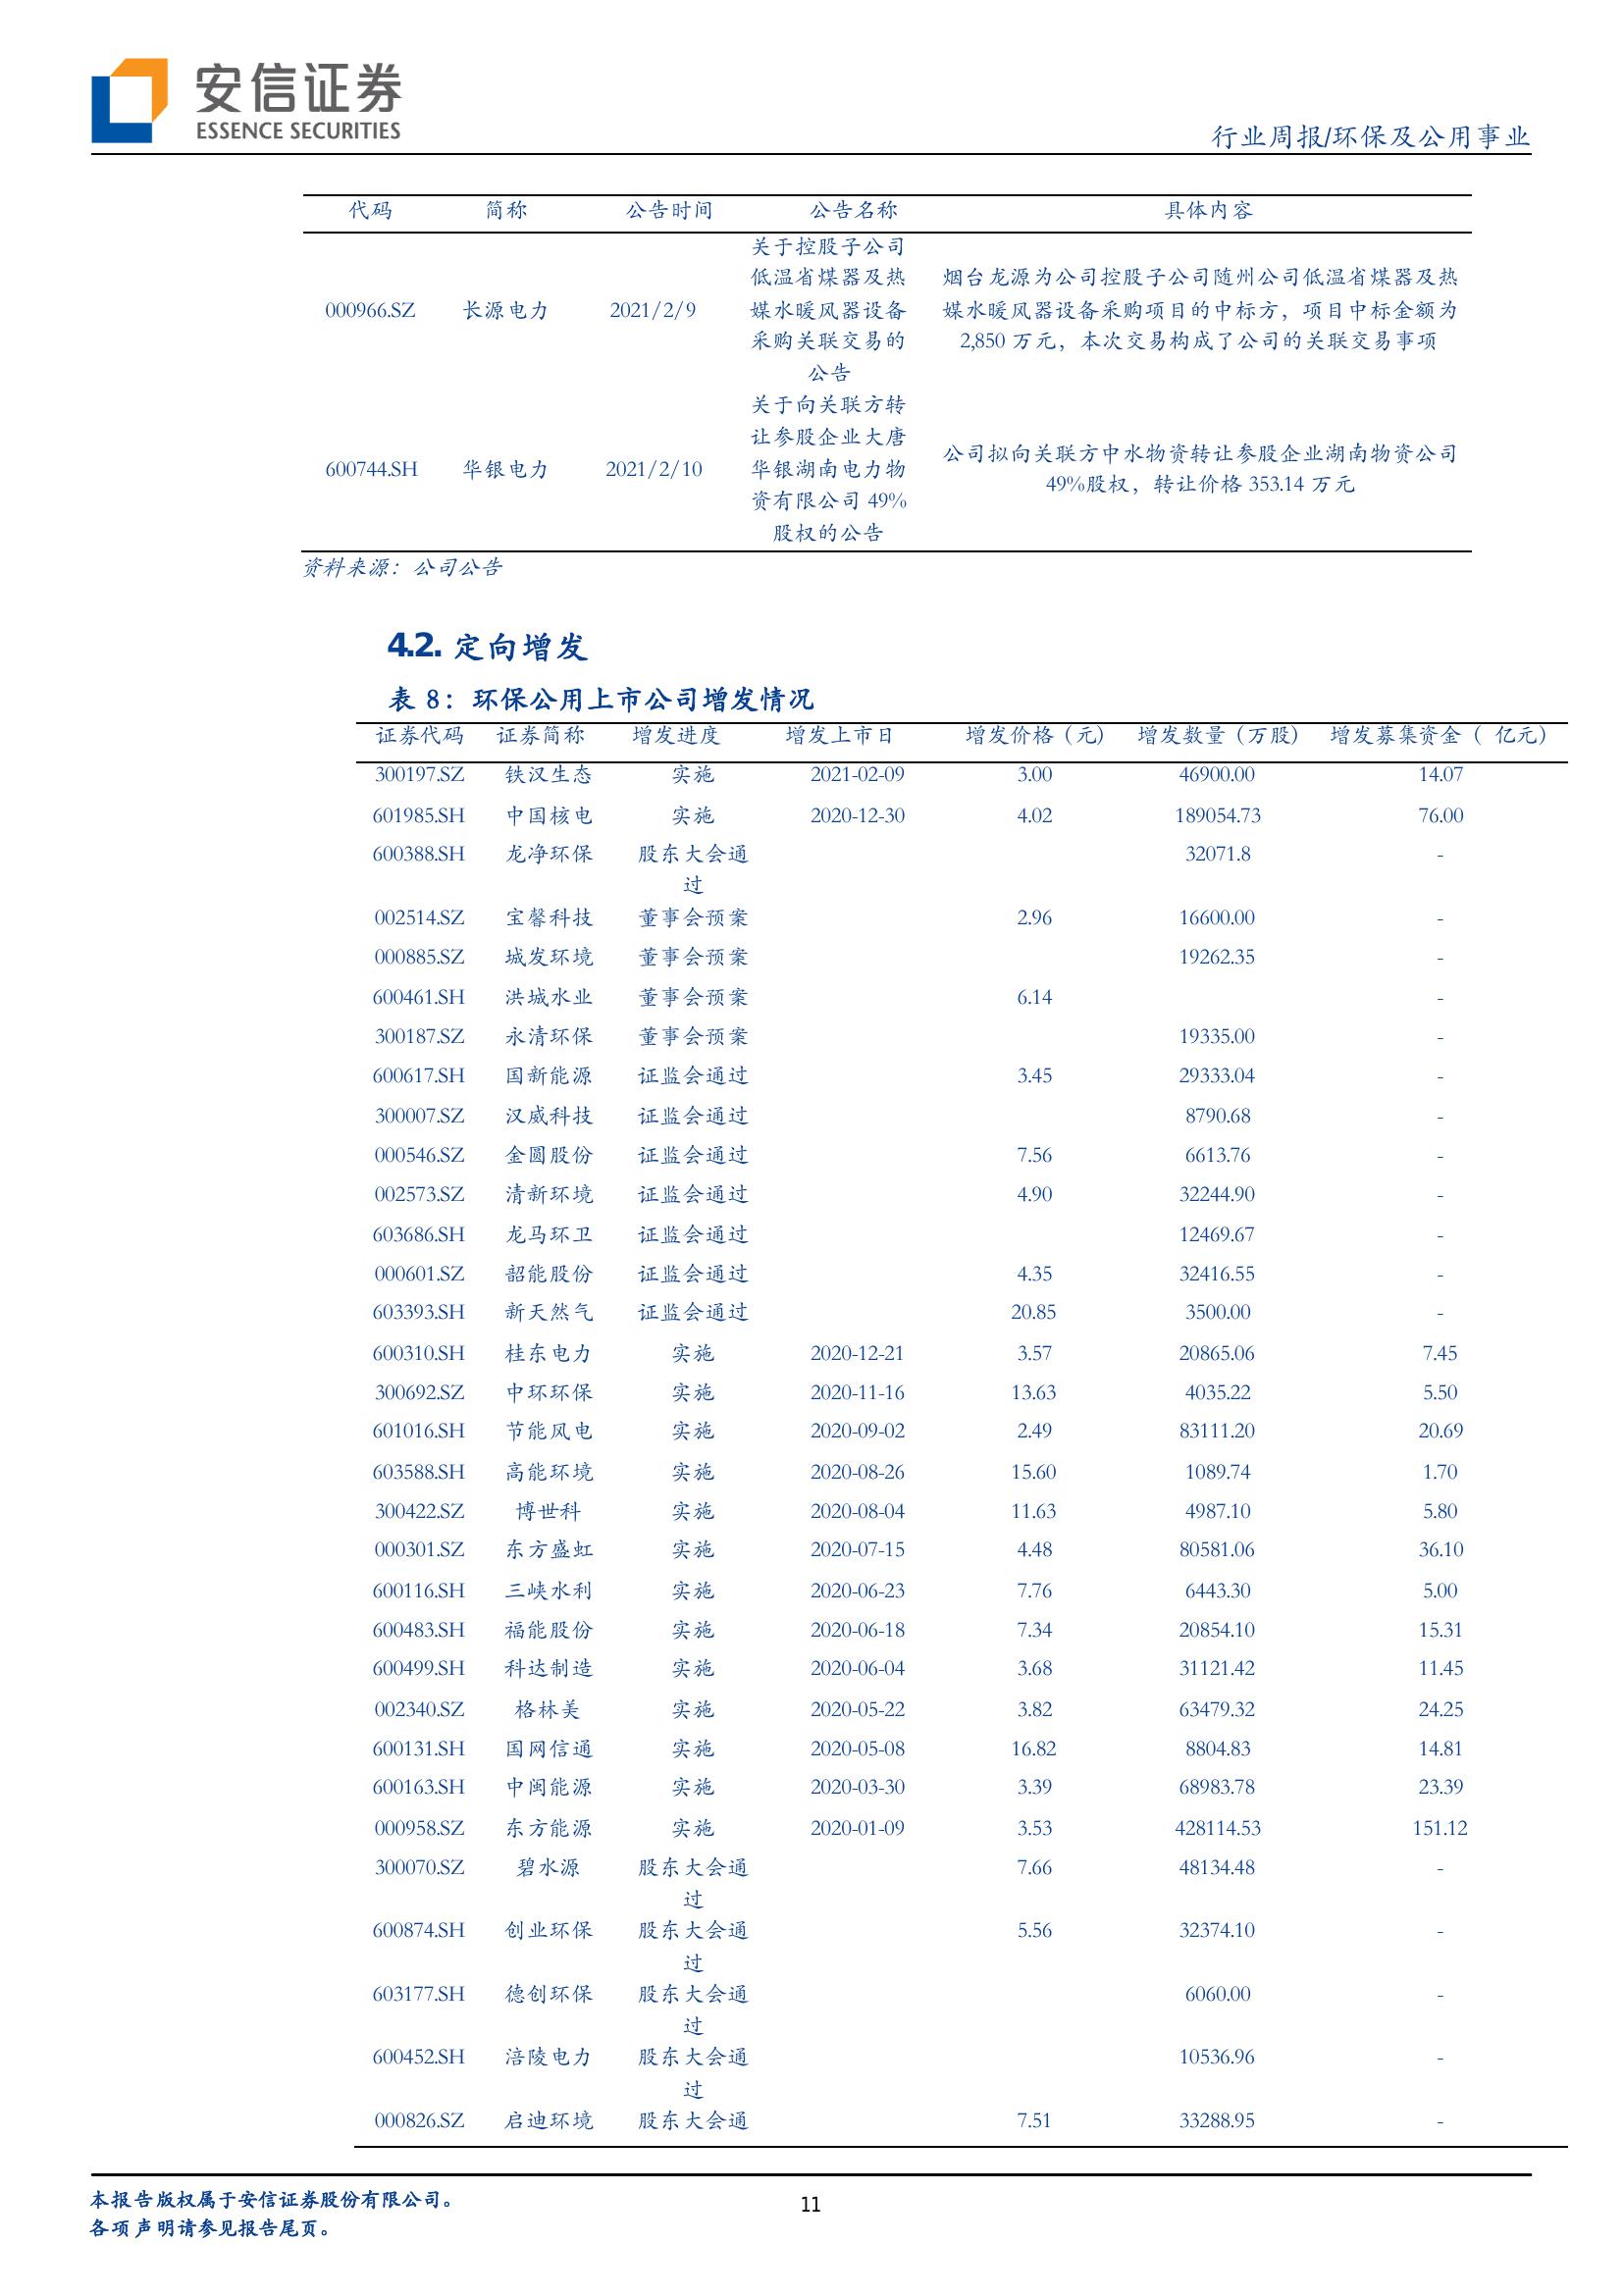 安信证券
ESSENCE SECURITIES
行业周报/环保及公用事业
代码 简称 公告时间 公告名称 具体内容
000966.SZ 长源电力 2021/2/9 关于控股子公司低温省煤器及热媒水暖风器设备采购关联交易的公告 烟台龙源为公司控股子公司随州公司低温省煤器及热媒水暖风器设备采购项目的中标方，项目中标金额为 2,850 万元，本次交易构成了公司的关联交易事项
600744.SH 华银电力 2021/2/10 关于向关联方转让参股企业大唐华银湖南电力物资有限公司 49%股权的公告 公司拟向关联方中水物资转让参股企业湖南物资公司 49%股权，转让价格 353.14 万元
资料来源：公司公告
4.2. 定向增发
表 8：环保公用上市公司增发情况
证券代码 证券简称 增发进度 增发上市日 增发价格（元) 增发数量（万股） 增发募集资金（ 亿元）
300197.SZ 铁汉生态 实施 2021-02-09 3.00 46900.00 14.07
601985.SH 中国核电 实施 2020-12-30 4.02 189054.73 76.00
600388.SH 龙净环保 股东大会通过 32071.8 -
002514.SZ 宝馨科技 董事会预案 2.96 16600.00 -
000885.SZ 城发环境 董事会预案 19262.35 -
600461.SH 洪城水业 董事会预案 6.14 -
300187.SZ 永清环保 董事会预案 19335.00 -
600617.SH 国新能源 证监会通过 3.45 29333.04 -
300007.SZ 汉威科技 证监会通过 8790.68 -
000546.SZ 金圆股份 证监会通过 7.56 6613.76 -
002573.SZ 清新环境 证监会通过 4.90 32244.90 -
603686.SH 龙马环卫 证监会通过 12469.67 -
000601.SZ 韶能股份 证监会通过 4.35 32416.55 -
603393.SH 新天然气 证监会通过 20.85 3500.00 -
600310.SH 桂东电力 实施 2020-12-21 3.57 20865.06 7.45
300692.SZ 中环环保 实施 2020-11-16 13.63 4035.22 5.50
601016.SH 节能风电 实施 2020-09-02 2.49 83111.20 20.69
603588.SH 高能环境 实施 2020-08-26 15.60 1089.74 1.70
300422.SZ 博世科 实施 2020-08-04 11.63 4987.10 5.80
000301.SZ 东方盛虹 实施 2020-07-15 4.48 80581.06 36.10
600116.SH 三峡水利 实施 2020-06-23 7.76 6443.30 5.00
600483.SH 福能股份 实施 2020-06-18 7.34 20854.10 15.31
600499.SH 科达制造 实施 2020-06-04 3.68 31121.42 11.45
002340.SZ 格林美 实施 2020-05-22 3.82 63479.32 24.25
600131.SH 国网信通 实施 2020-05-08 16.82 8804.83 14.81
600163.SH 中闽能源 实施 2020-03-30 3.39 68983.78 23.39
000958.SZ 东方能源 实施 2020-01-09 3.53 428114.53 151.12
300070.SZ 碧水源 股东大会通过 7.66 48134.48 -
600874.SH 创业环保 股东大会通过 5.56 32374.10 -
603177.SH 德创环保 股东大会通过 6060.00 -
600452.SH 涪陵电力 股东大会通过 10536.96 -
000826.SZ 启迪环境 股东大会通 7.51 33288.95 -
本报告版权属于安信证券股份有限公司。
各项声明请参见报告尾页。
11